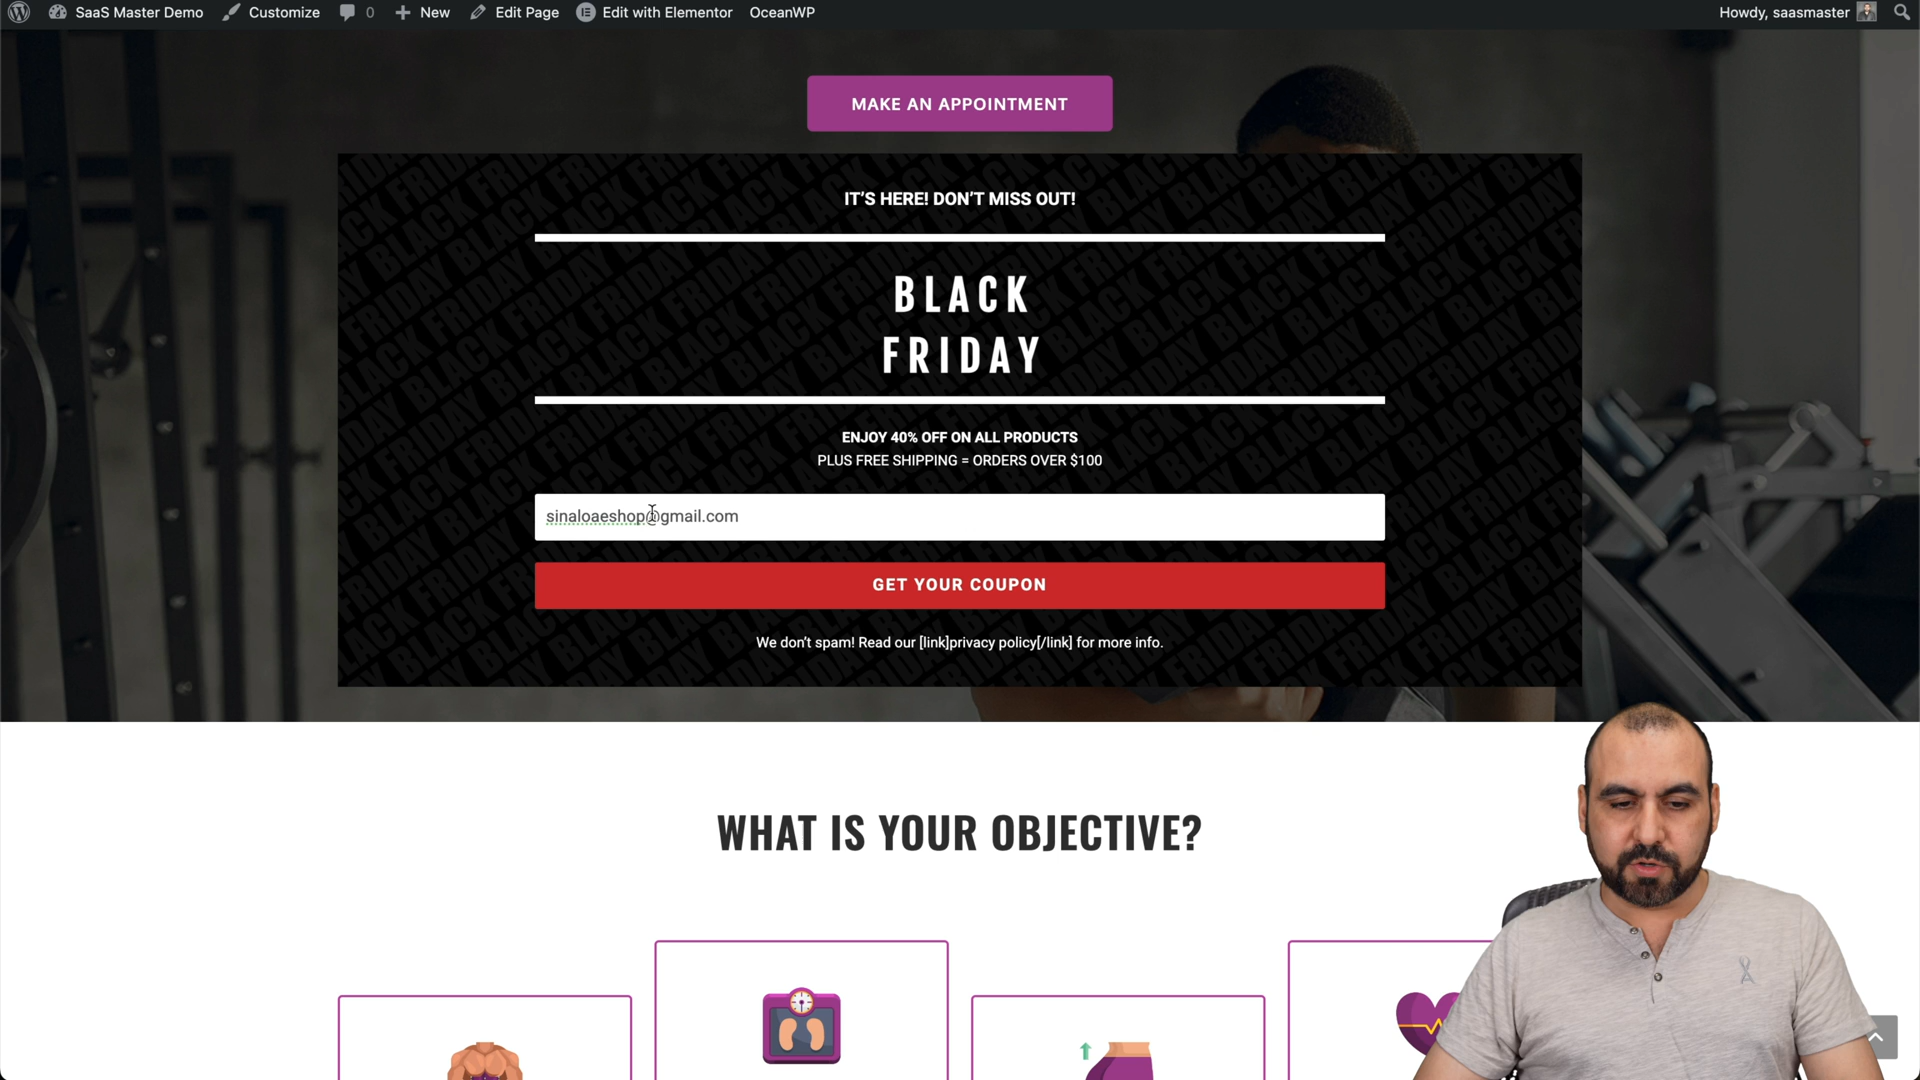 SaaS Master Demo Customize 0 New Edit Page Edit with Elementor OceanWP Howdy, saasmaster
MAKE AN APPOINTMENT
IT'S HERE! DON'T MISS OUT!
BLACK
FRIDAY
ENJOY 40% OFF ON ALL PRODUCTS
PLUS FREE SHIPPING = ORDERS OVER $100
sinaloaeshop@gmail.com
GET YOUR COUPON
We don't spam! Read our [link]privacy policy[/link] for more info.
WHAT IS YOUR OBJECTIVE?